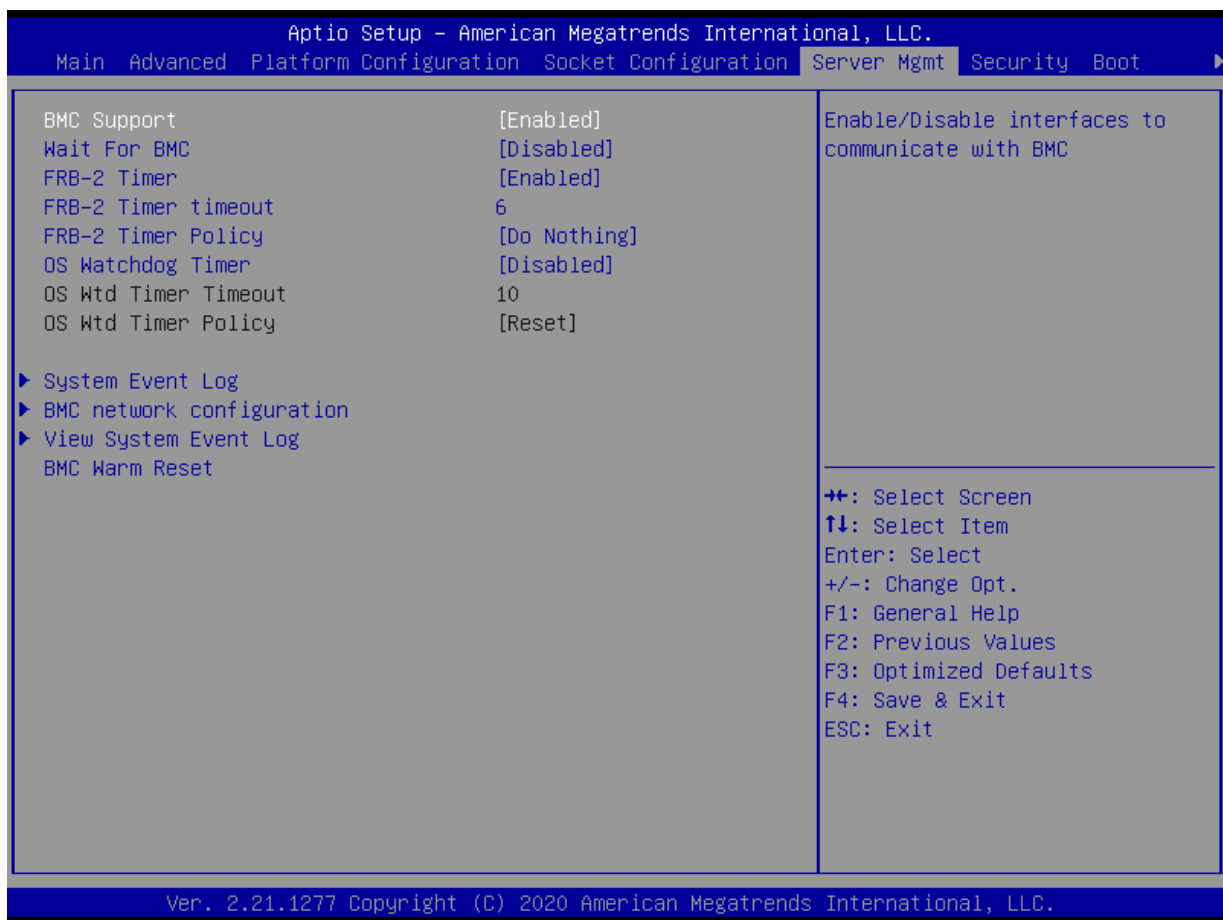 Aptio Setup – American Megatrends International, LLC.
Main Advanced Platform Configuration Socket Configuration Server Mgmt Security Boot
BMC Support [Enabled]
Wait For BMC [Disabled]
FRB-2 Timer [Enabled]
FRB-2 Timer timeout 6
FRB-2 Timer Policy [Do Nothing]
OS Watchdog Timer [Disabled]
OS Wtd Timer Timeout 10
OS Wtd Timer Policy [Reset]
System Event Log
BMC network configuration
View System Event Log
BMC Warm Reset
Enable/Disable interfaces to
communicate with BMC
→←: Select Screen
↑↓: Select Item
Enter: Select
+/-: Change Opt.
F1: General Help
F2: Previous Values
F3: Optimized Defaults
F4: Save & Exit
ESC: Exit
Ver. 2.21.1277 Copyright (C) 2020 American Megatrends International, LLC.